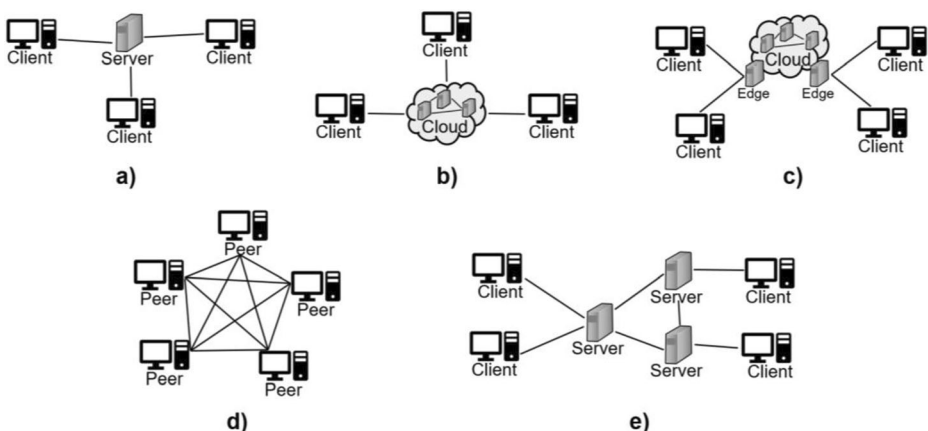 Client
Server
Client
Client
a)
Client
Client
Cloud
Client
b)
Client
Cloud
Client
Edge
Edge
Client
Client
c)
Peer
Peer
Peer
Peer
Peer
d)
Client
Server
Client
Server
Client
Server
Client
e)